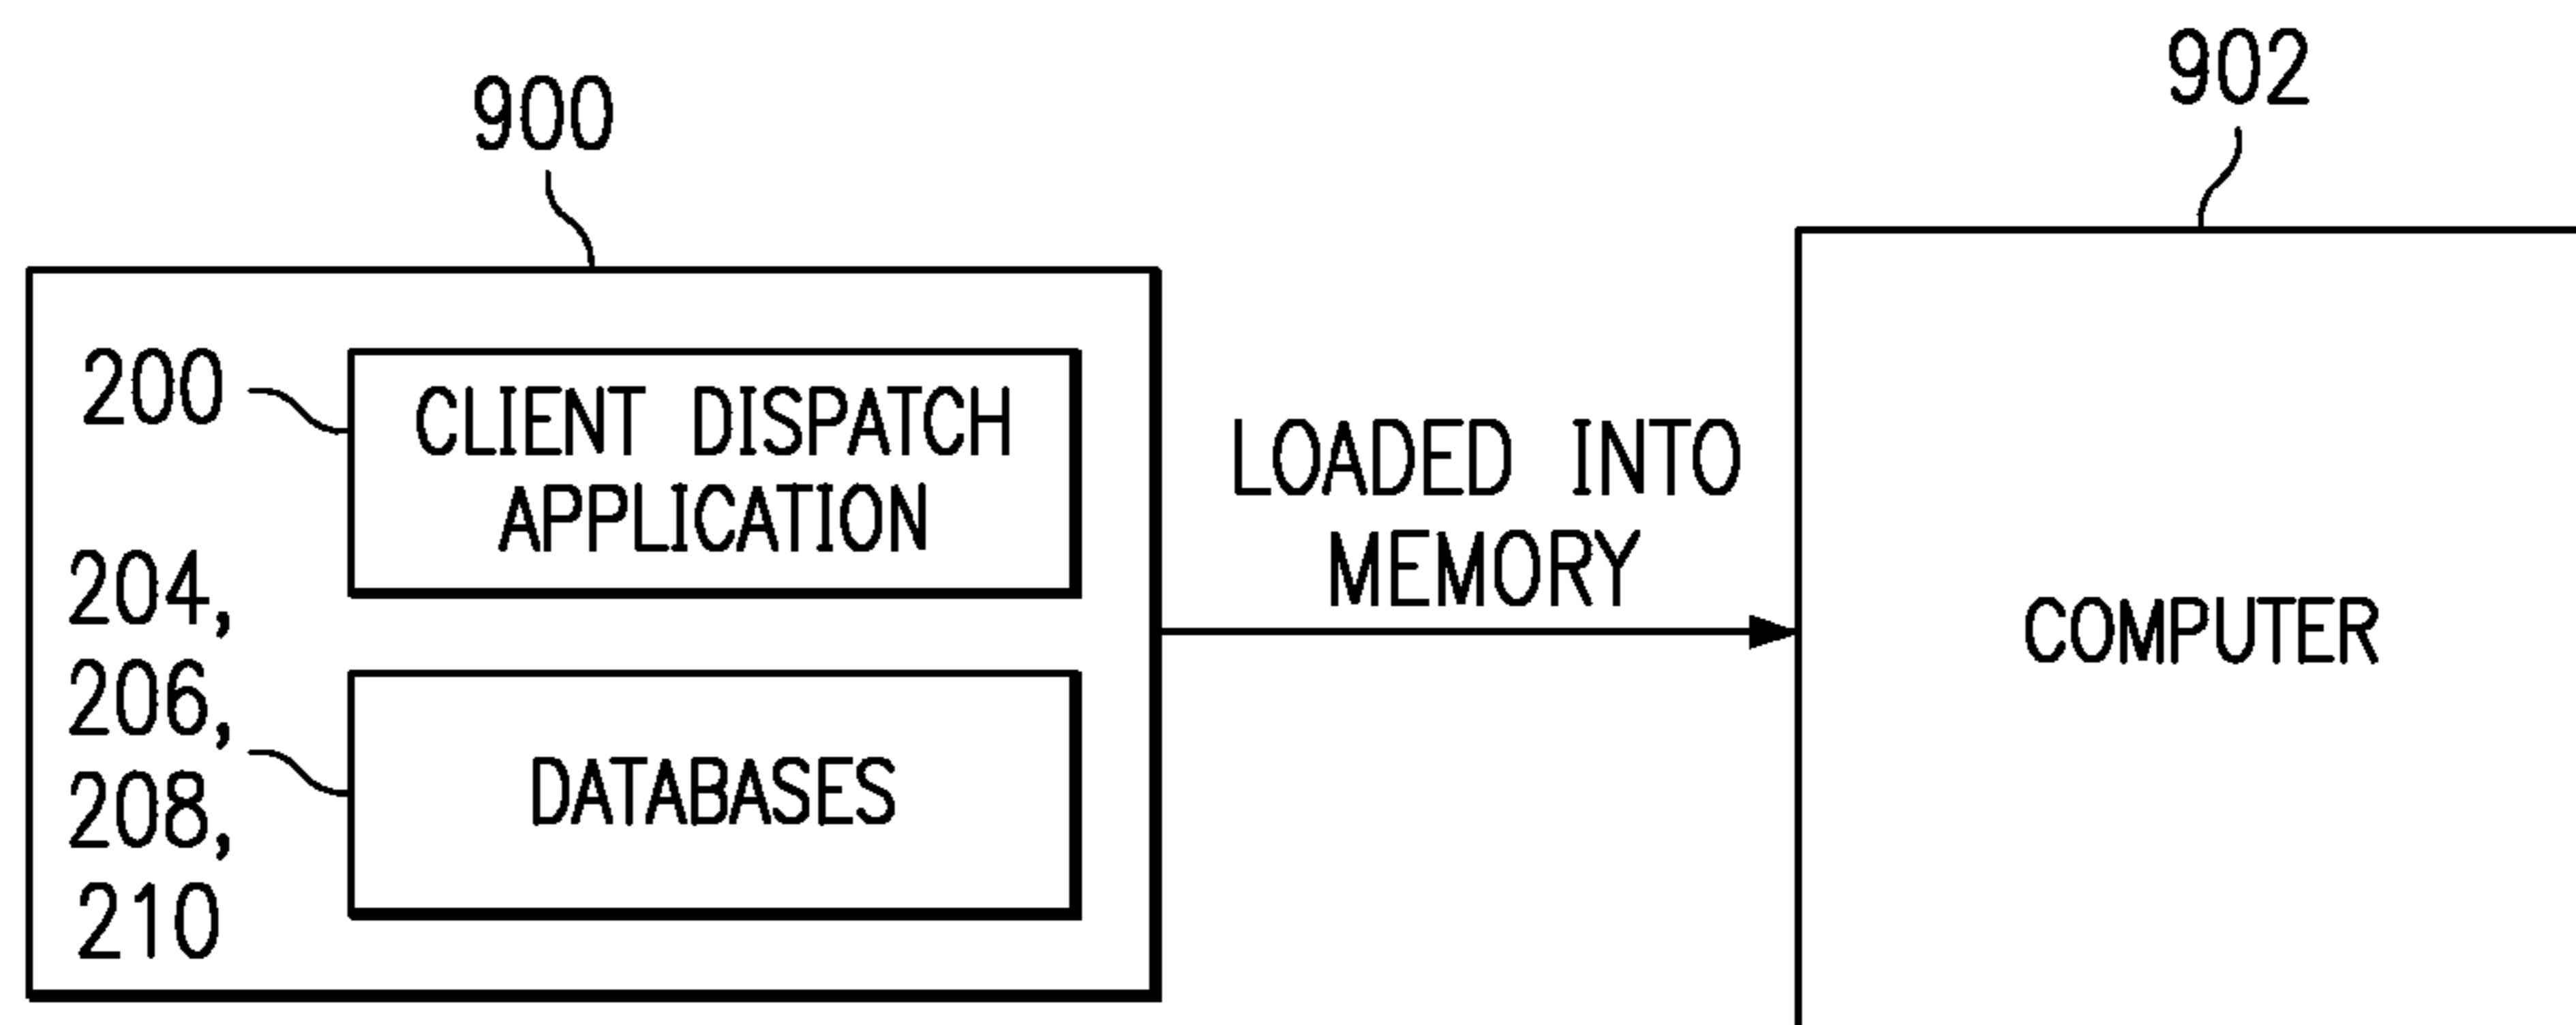 900
902
200
CLIENT DISPATCH
APPLICATION
204,
206,
208,
210
DATABASES
LOADED INTO
MEMORY
COMPUTER